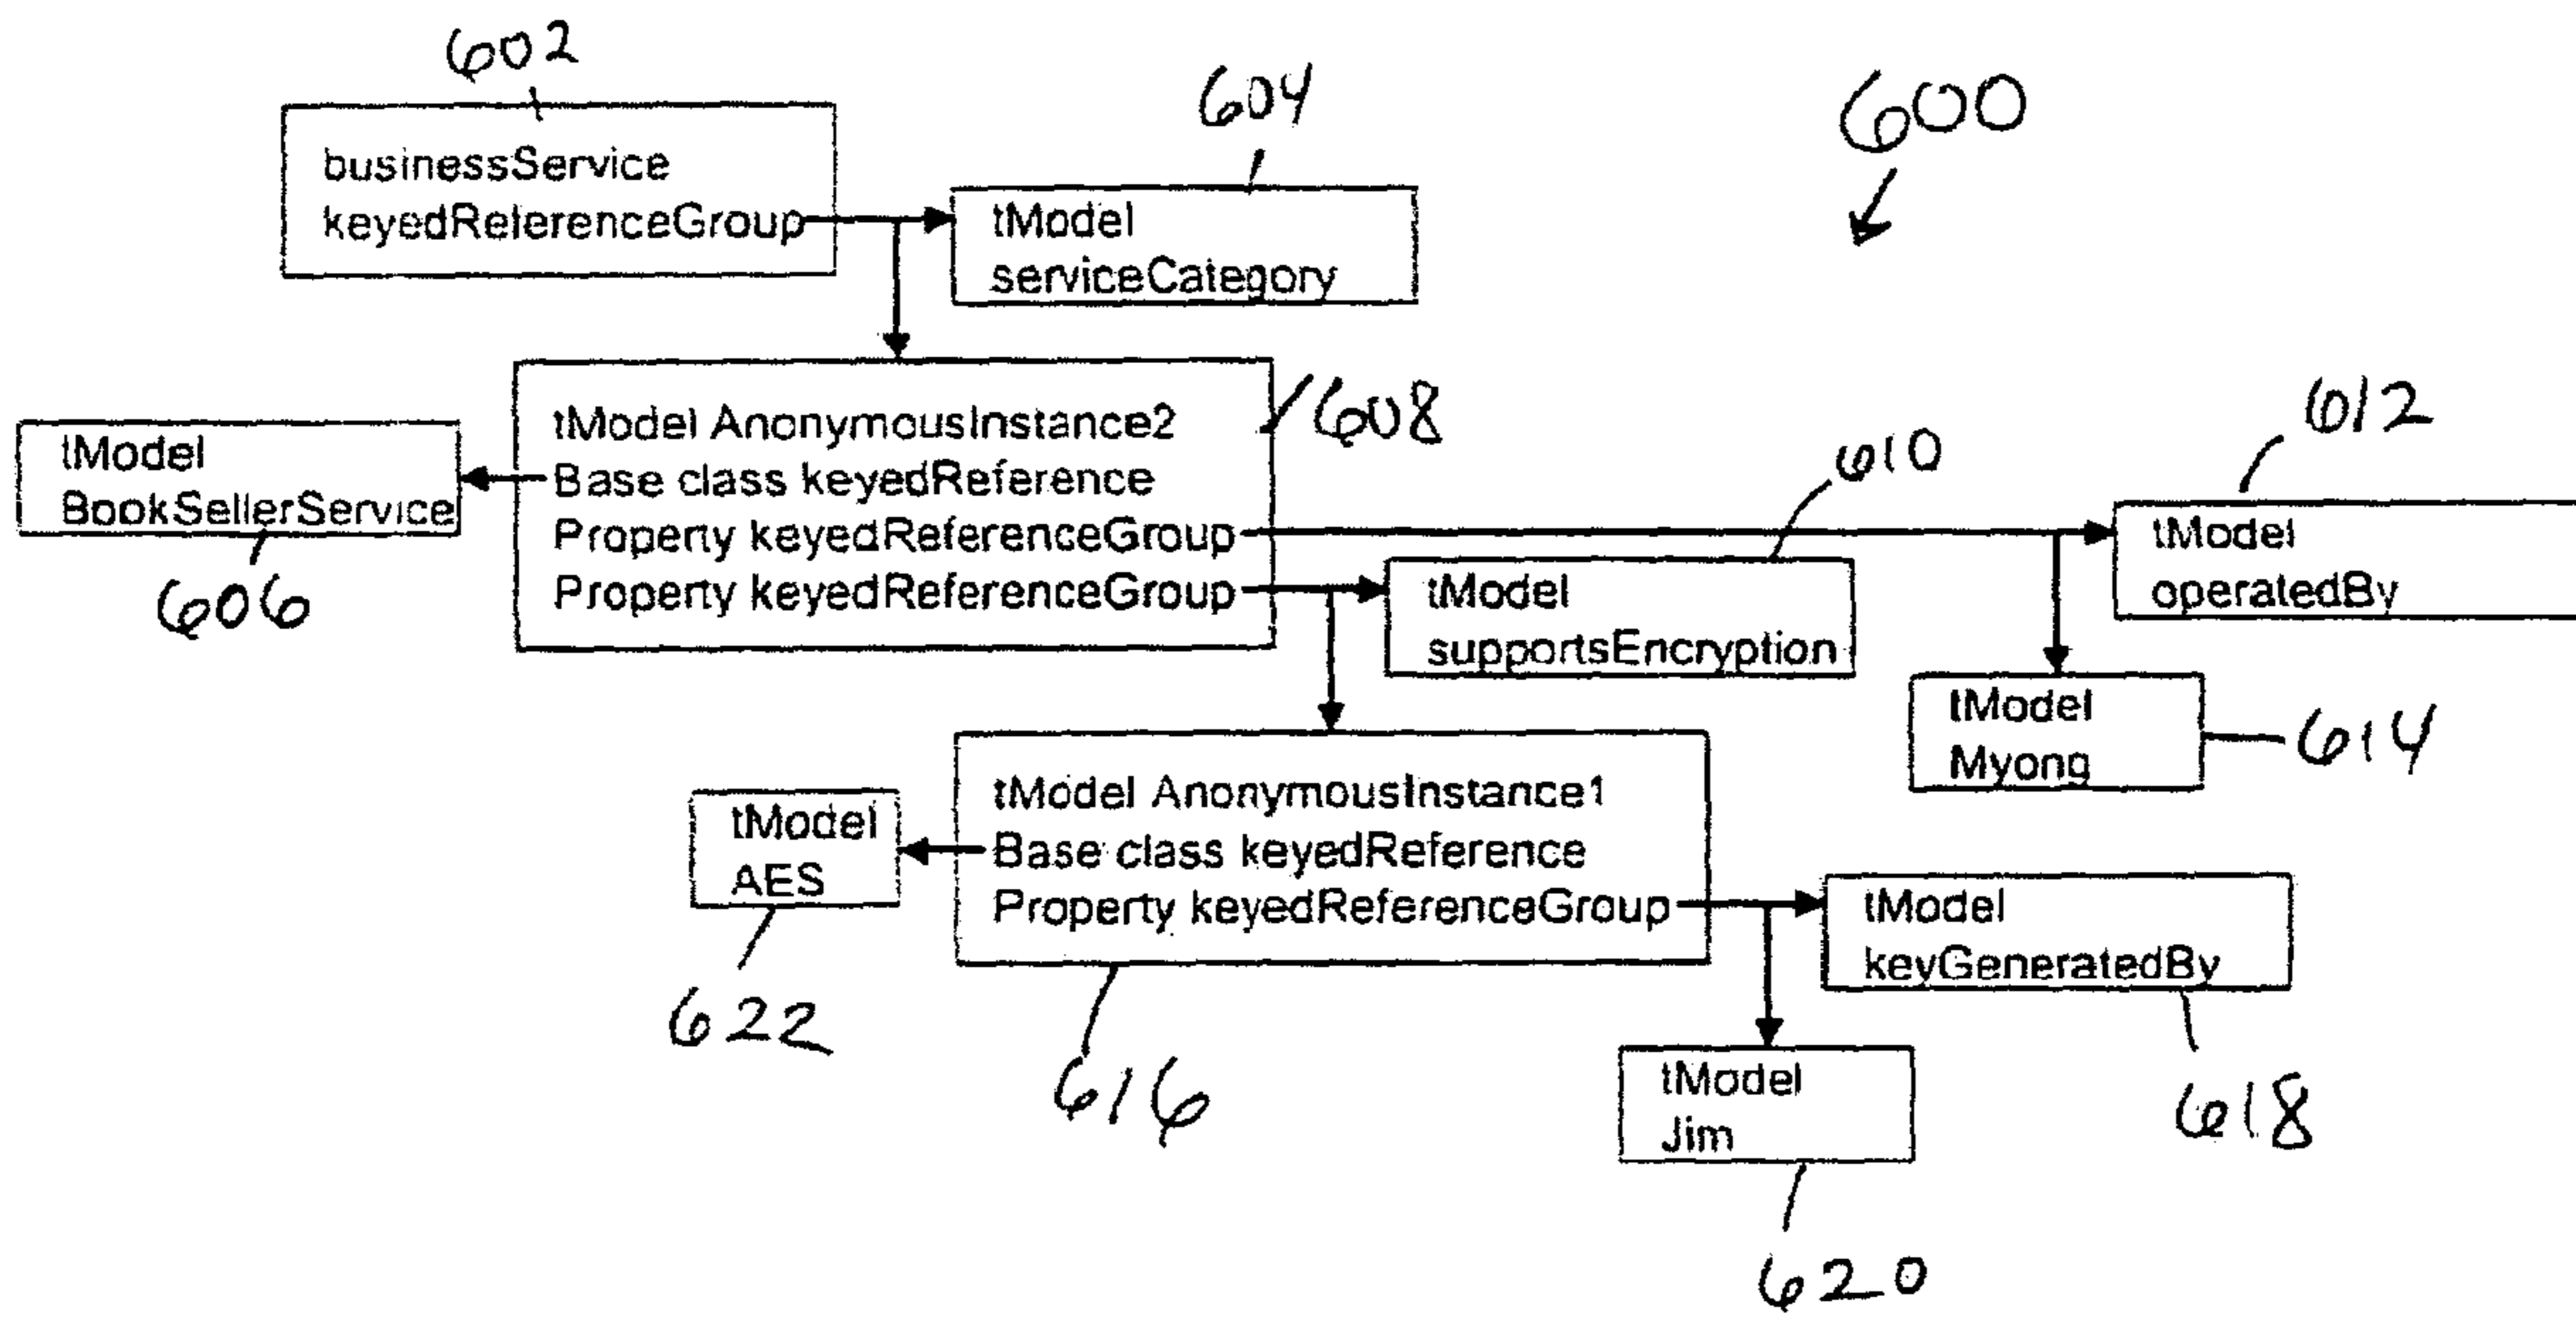 602
604
600
businessService
keyedReferenceGroup
tModel
serviceCategory
608
tModel AnonymousInstance2
Base class keyedReference
Property keyedReferenceGroup
Property keyedReferenceGroup
tModel
BookSellerService
606
610
612
tModel
operatedBy
tModel
supportsEncryption
tModel
Myong
614
tModel AnonymousInstance1
Base class keyedReference
Property keyedReferenceGroup
tModel
AES
622
616
tModel
keyGeneratedBy
618
tModel
Jim
620